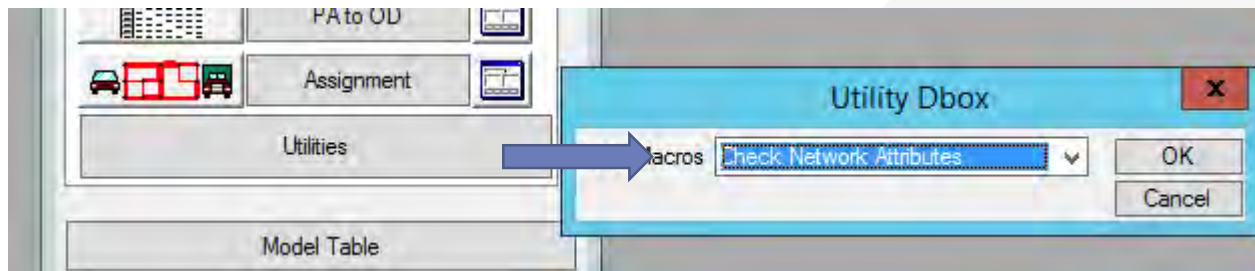 PA to OD
Assignment
Utility Dbox
x
Utilities
Macros Check Network Attributes
OK
Cancel
Model Table